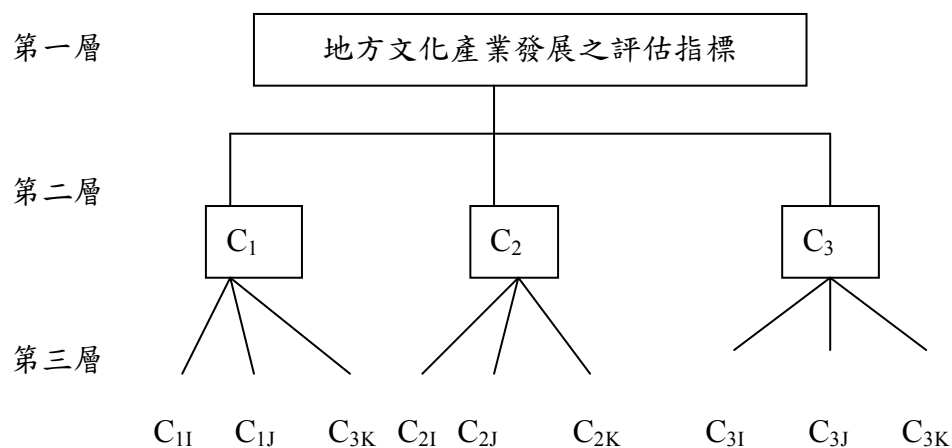 第一層
地方文化產業發展之評估指標
第二層
C₁ C₂ C₃
第三層
C₁I C₁J C₃K C₂I C₂J C₂K C₃I C₃J C₃K